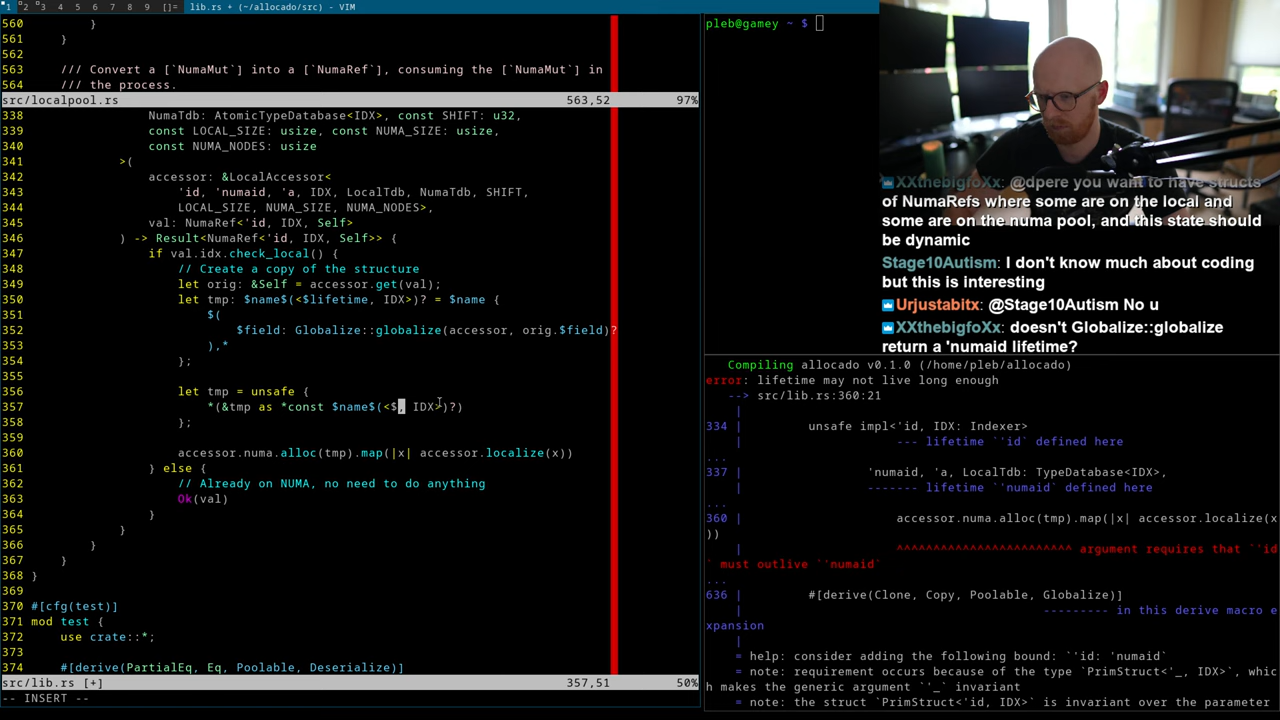 1 2 3 4 5 6 7 8 9 []= lib.rs + (~/allocado/src) - VIM
560 }
561 }
562
563 /// Convert a [`NumaMut`] into a [`NumaRef`], consuming the [`NumaMut`] in
564 /// the process.
src/localpool.rs 563,52 97%
338 NumaTdb: AtomicTypeDatabase<IDX>, const SHIFT: u32,
339 const LOCAL_SIZE: usize, const NUMA_SIZE: usize,
340 const NUMA_NODES: usize
341 >(
342 accessor: &LocalAccessor<
343 'id, 'numaid, 'a, IDX, LocalTdb, NumaTdb, SHIFT,
344 LOCAL_SIZE, NUMA_SIZE, NUMA_NODES>,
345 val: NumaRef<'id, IDX, Self>
346 ) -> Result<NumaRef<'id, IDX, Self>> {
347 if val.idx.check_local() {
348 // Create a copy of the structure
349 let orig: &Self = accessor.get(val);
350 let tmp: $name$(<$lifetime, IDX>)? = $name {
351 $(
352 $field: Globalize::globalize(accessor, orig.$field)?
353 ),*
354 };
355
356 let tmp = unsafe {
357 *(&tmp as *const $name$(<$, IDX>)?)
358 };
359
360 accessor.numa.alloc(tmp).map(|x| accessor.localize(x))
361 } else {
362 // Already on NUMA, no need to do anything
363 Ok(val)
364 }
365 }
366 }
367 }
368 }
369
370 #[cfg(test)]
371 mod test {
372 use crate::*;
373
374 #[derive(PartialEq, Eq, Poolable, Deserialize)]
src/lib.rs [+] 357,51 50%
-- INSERT --
pleb@gamey ~ $
XXthebigfoXx: @dpere you want to have structs
of NumaRefs where some are on the local and
some are on the numa pool, and this state should
be dynamic
Stage10Autism: I don't know much about coding
but this is interesting
Urjustabitx: @Stage10Autism No u
XXthebigfoXx: doesn't Globalize::globalize
return a 'numaid lifetime?
Compiling allocado v0.1.0 (/home/pleb/allocado)
error: lifetime may not live long enough
--> src/lib.rs:360:21
|
334 | unsafe impl<'id, IDX: Indexer>
| --- lifetime `'id` defined here
...
337 | 'numaid, 'a, LocalTdb: TypeDatabase<IDX>,
| ------- lifetime `'numaid` defined here
...
360 | accessor.numa.alloc(tmp).map(|x| accessor.localize(x
))
| ^^^^^^^^^^^^^^^^^^^^^^^^ argument requires that `'id
` must outlive `'numaid`
...
636 | #[derive(Clone, Copy, Poolable, Globalize)]
| --------- in this derive macro e
xpansion
|
= help: consider adding the following bound: `'id: 'numaid`
= note: requirement occurs because of the type `PrimStruct<'_, IDX>`, whic
h makes the generic argument `'_` invariant
= note: the struct `PrimStruct<'id, IDX>` is invariant over the parameter